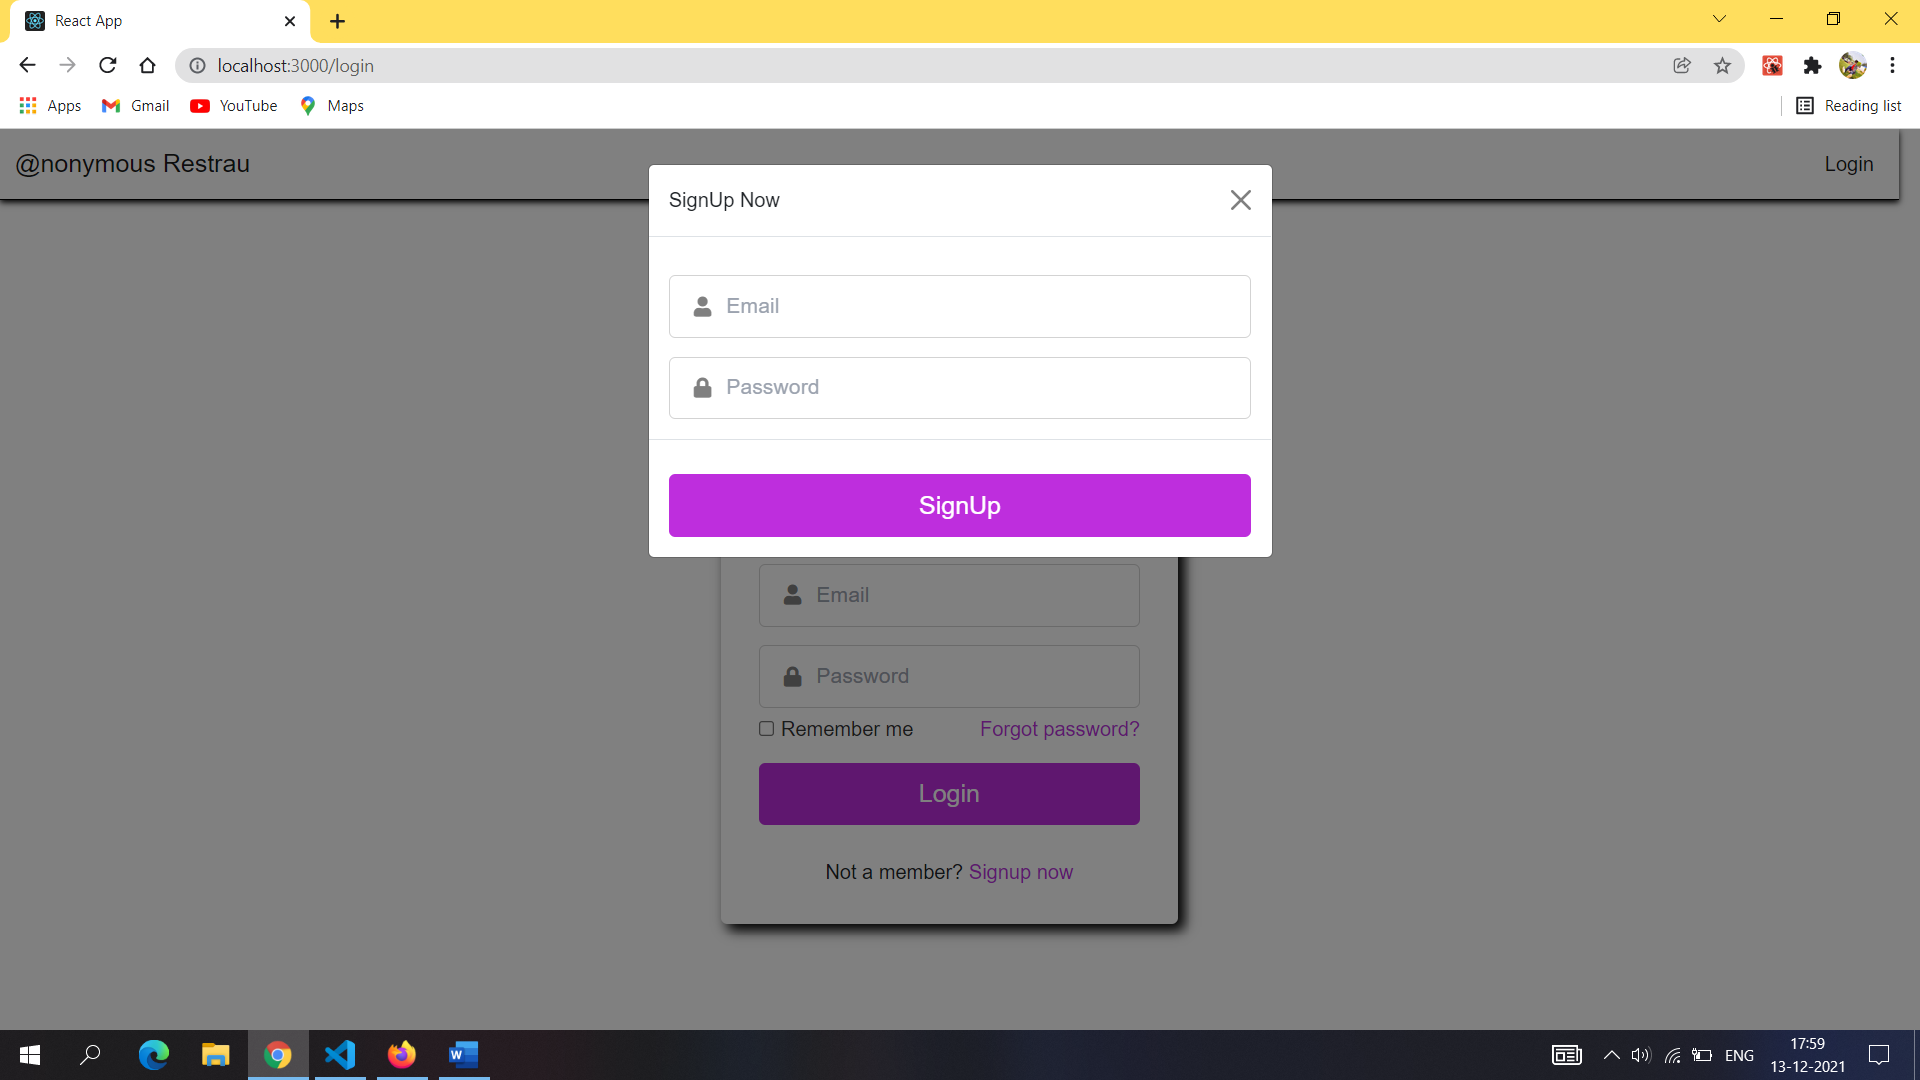 React App
localhost:3000/login
Apps Gmail YouTube Maps Reading list
@nonymous Restrau Login
SignUp Now
Email
Password
SignUp
Email
Password
Remember me Forgot password?
Login
Not a member? Signup now
17:59
ENG
13-12-2021